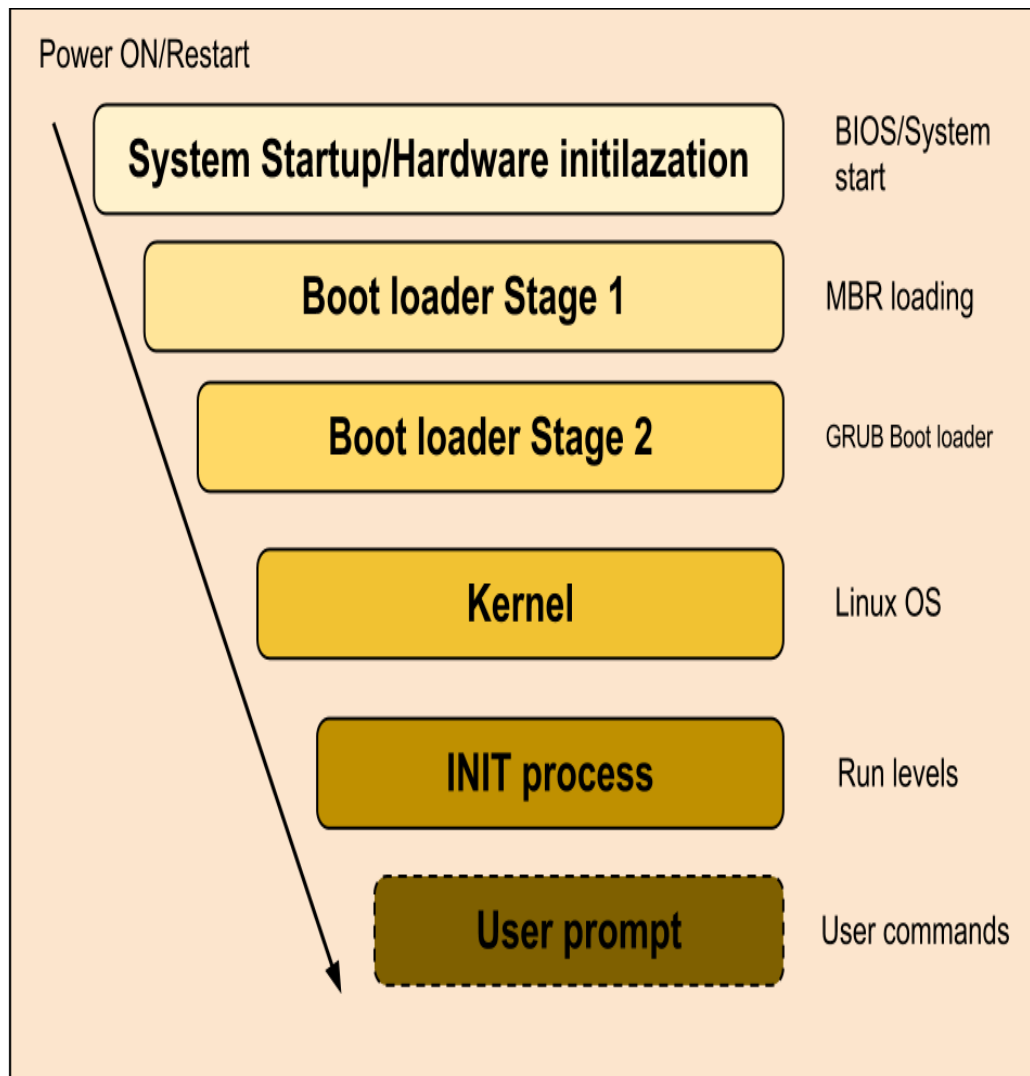 Power ON/Restart
System Startup/Hardware initilazation
BIOS/System
start
Boot loader Stage 1
MBR loading
Boot loader Stage 2
GRUB Boot loader
Kernel
Linux OS
INIT process
Run levels
User prompt
User commands